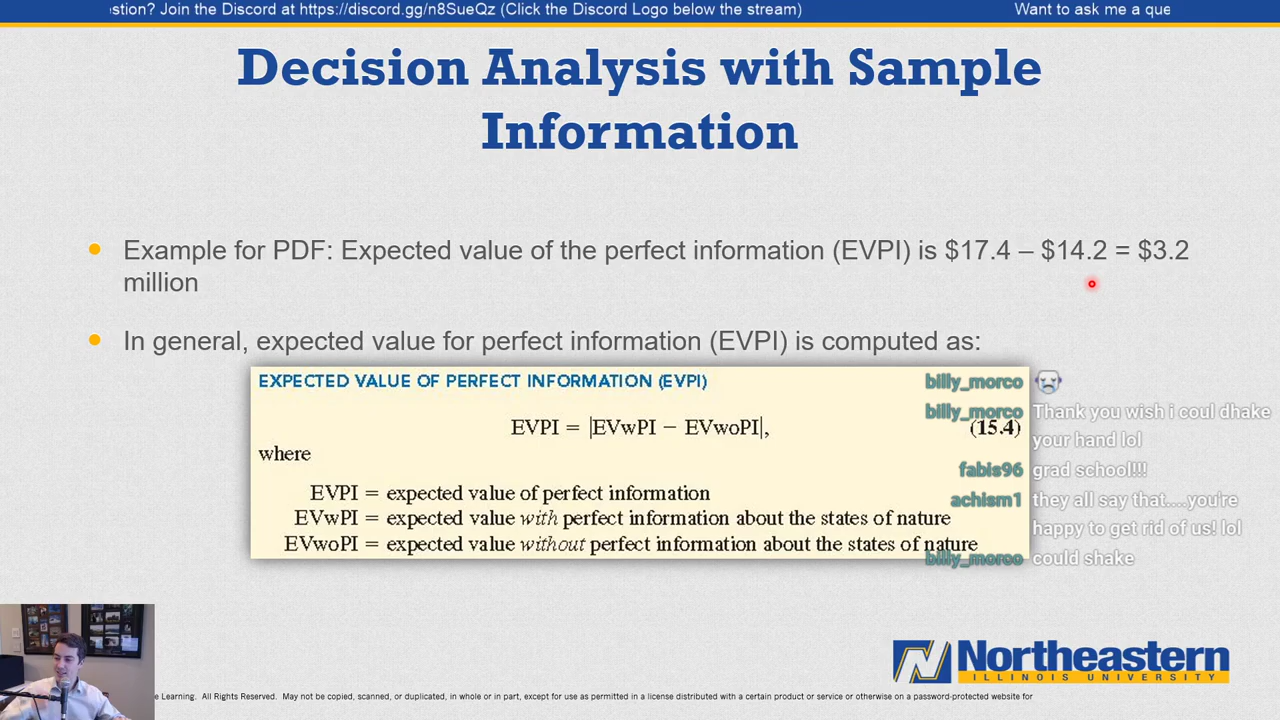 stion? Join the Discord at https://discord.gg/n8SueQz (Click the Discord Logo below the stream) Want to ask me a que
Decision Analysis with Sample
Information
Example for PDF: Expected value of the perfect information (EVPI) is $17.4 – $14.2 = $3.2
million
In general, expected value for perfect information (EVPI) is computed as:
EXPECTED VALUE OF PERFECT INFORMATION (EVPI)
EVPI = |EVwPI − EVwoPI|, (15.4)
where
EVPI = expected value of perfect information
EVwPI = expected value with perfect information about the states of nature
EVwoPI = expected value without perfect information about the states of nature
billy_morco
billy_morco Thank you wish i coul dhake
your hand lol
fabis96 grad school!!!
achism1 they all say that....you're
happy to get rid of us! lol
billy_morco could shake
Northeastern
ILLINOIS UNIVERSITY
e Learning. All Rights Reserved. May not be copied, scanned, or duplicated, in whole or in part, except for use as permitted in a license distributed with a certain product or service or otherwise on a password-protected website for